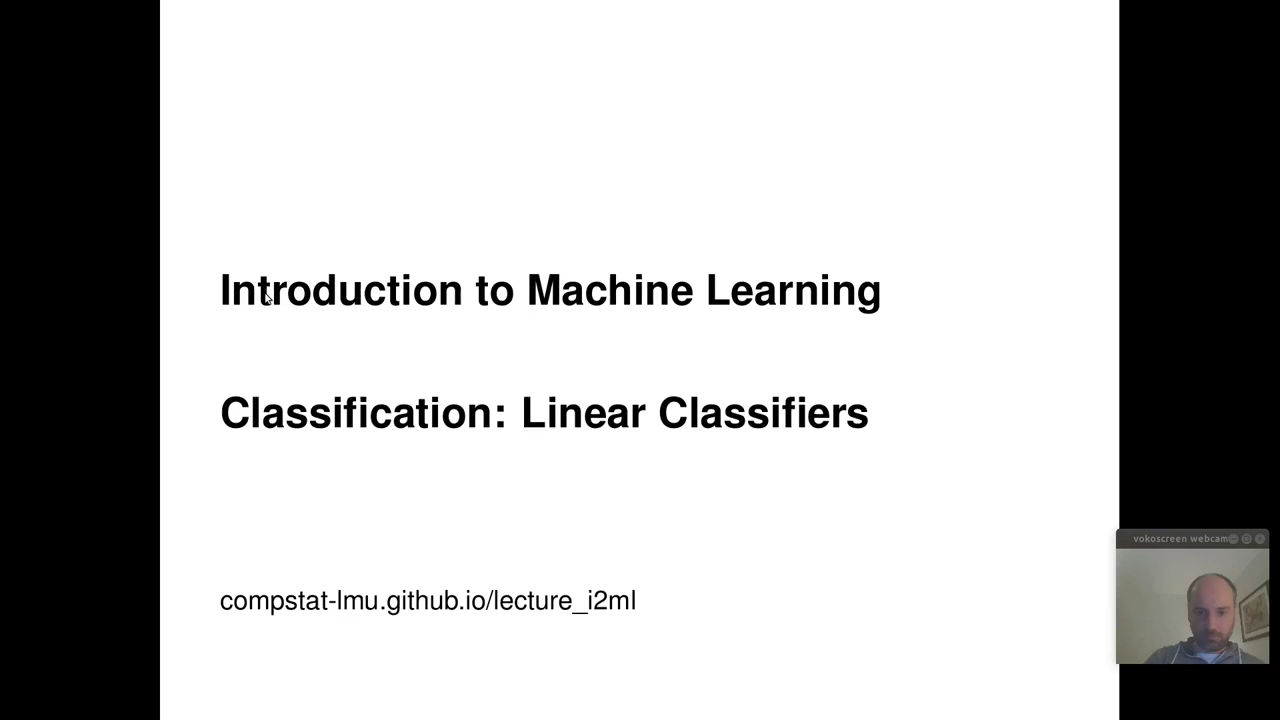 Introduction to Machine Learning
Classification: Linear Classifiers
compstat-lmu.github.io/lecture_i2ml
vokoscreen webcam